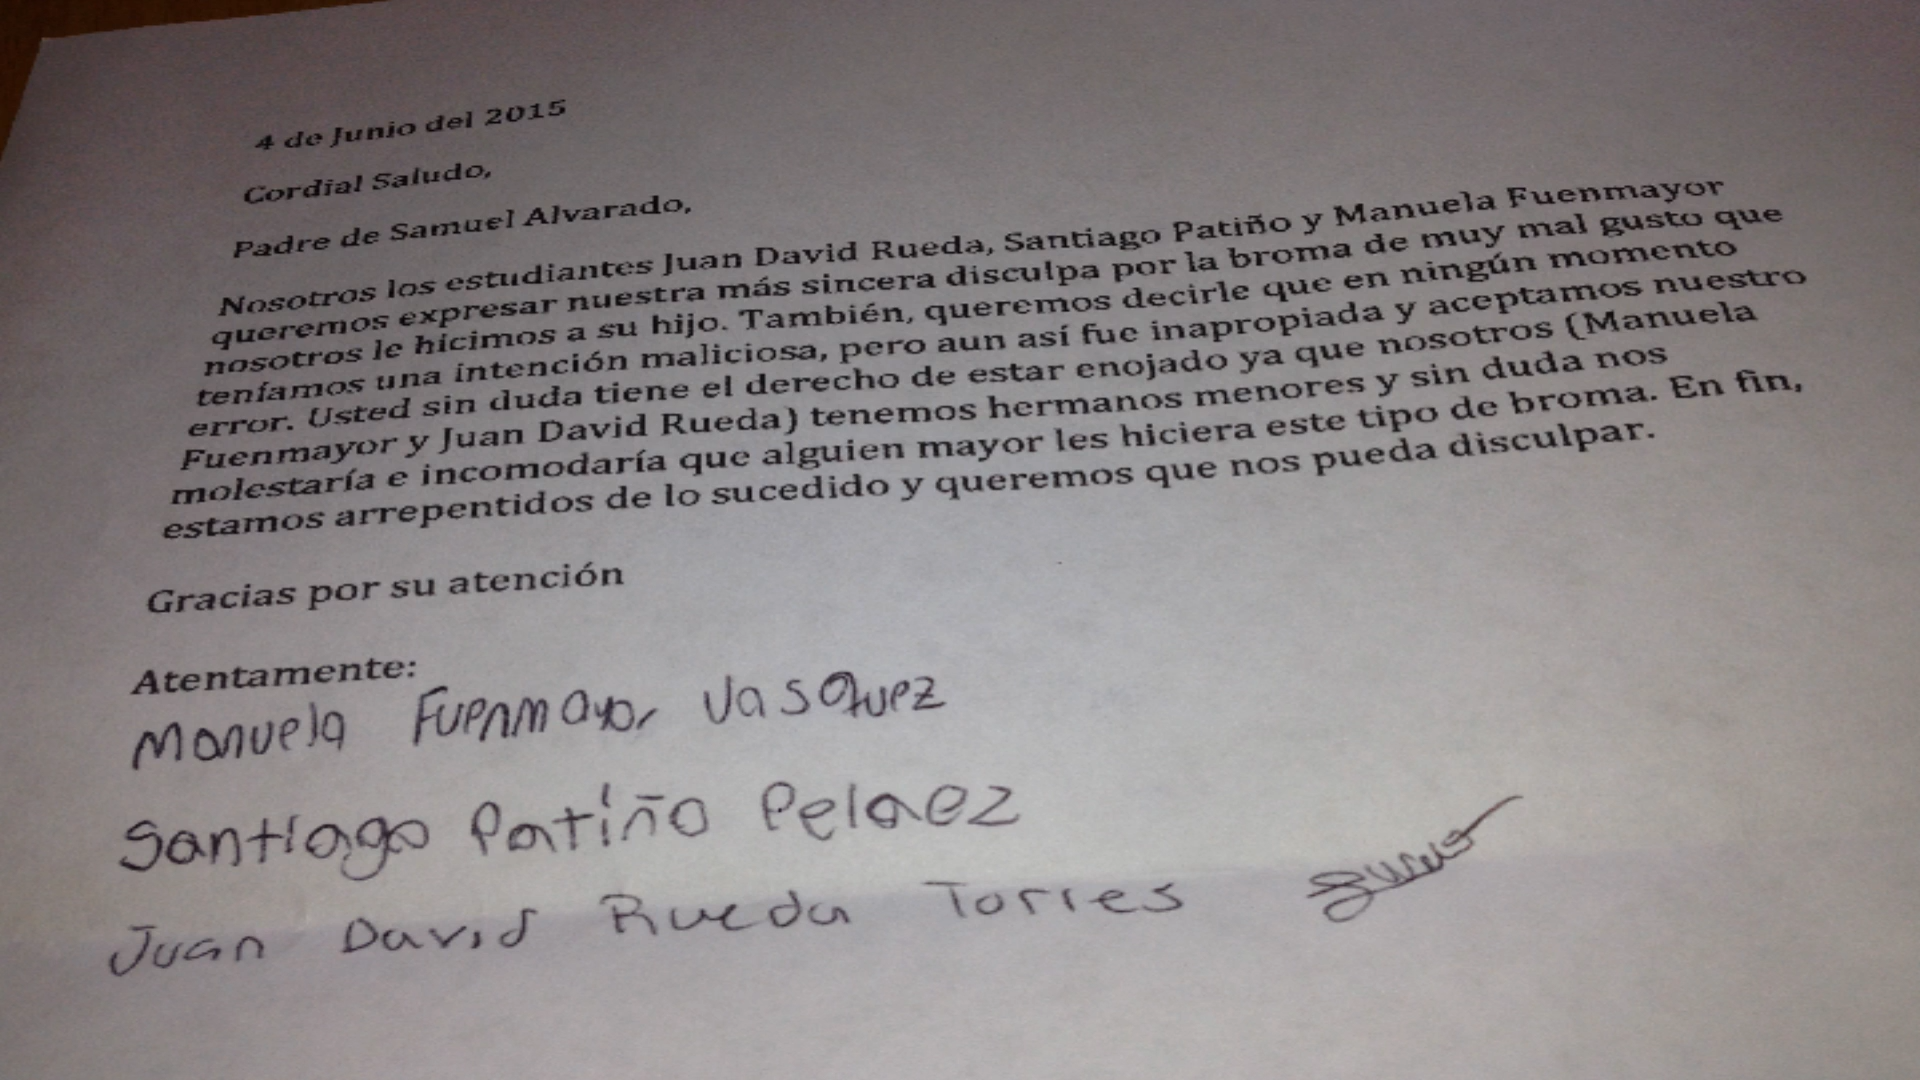 4 de Junio del 2015
Cordial Saludo,
Padre de Samuel Alvarado,
Nosotros los estudiantes Juan David Rueda, Santiago Patiño y Manuela Fuenmayor
queremos expresar nuestra más sincera disculpa por la broma de muy mal gusto que
nosotros le hicimos a su hijo. También, queremos decirle que en ningún momento
teníamos una intención maliciosa, pero aun así fue inapropiada y aceptamos nuestro
error. Usted sin duda tiene el derecho de estar enojado ya que nosotros (Manuela
Fuenmayor y Juan David Rueda) tenemos hermanos menores y sin duda nos
molestaría e incomodaría que alguien mayor les hiciera este tipo de broma. En fin,
estamos arrepentidos de lo sucedido y queremos que nos pueda disculpar.
Gracias por su atención
Atentamente:
Manuela Fuenmayor Vasquez
Santiago Patiño Pelaez
Juan David Rueda Torres